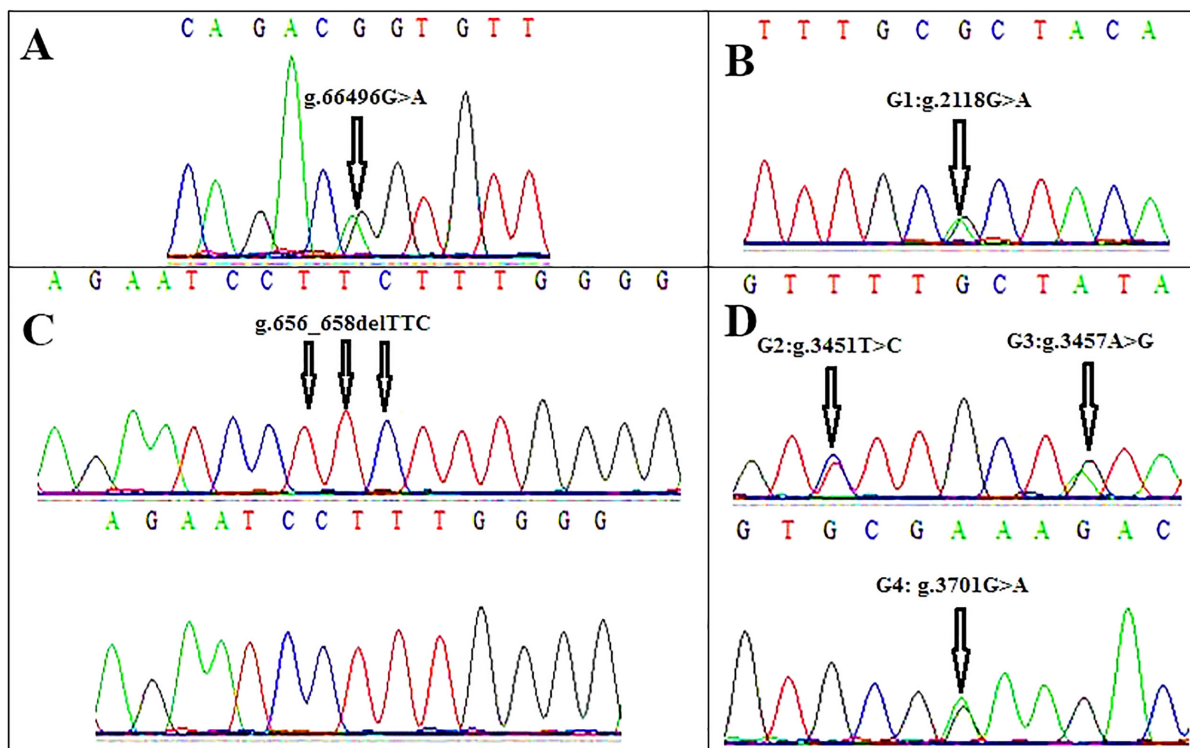 A
C A G A C G G T G T T
g.66496G>A
B
T T T G C G C T A C A
G1:g.2118G>A
C
A G A A T C C T T C T T T G G G G
g.656_658delTTC
A G A A T C C T T T G G G G
D
G T T T T G C T A T A
G2:g.3451T>C
G3:g.3457A>G
G T G C G A A A G A C
G4: g.3701G>A